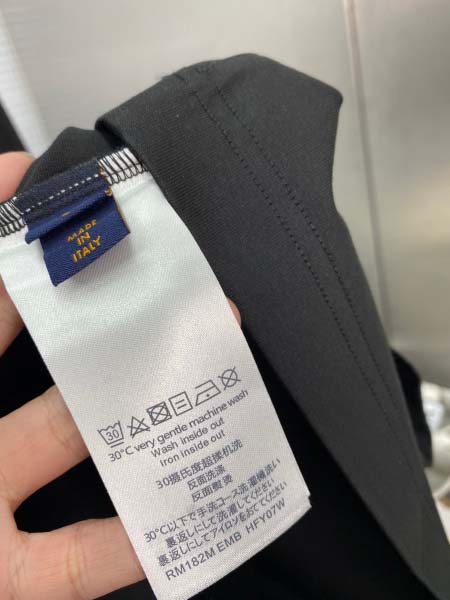 MADE
IN
ITALY
30
30°C very gentle machine wash
Wash inside out
Iron inside out
30摄氏度超揉机洗
反面洗涤
反面熨烫
30°C以下で手洗コース洗濯機洗い
裏返しにして洗濯してください
裏返しにてアイロンをおてててください
RM182M EMB HFY07W